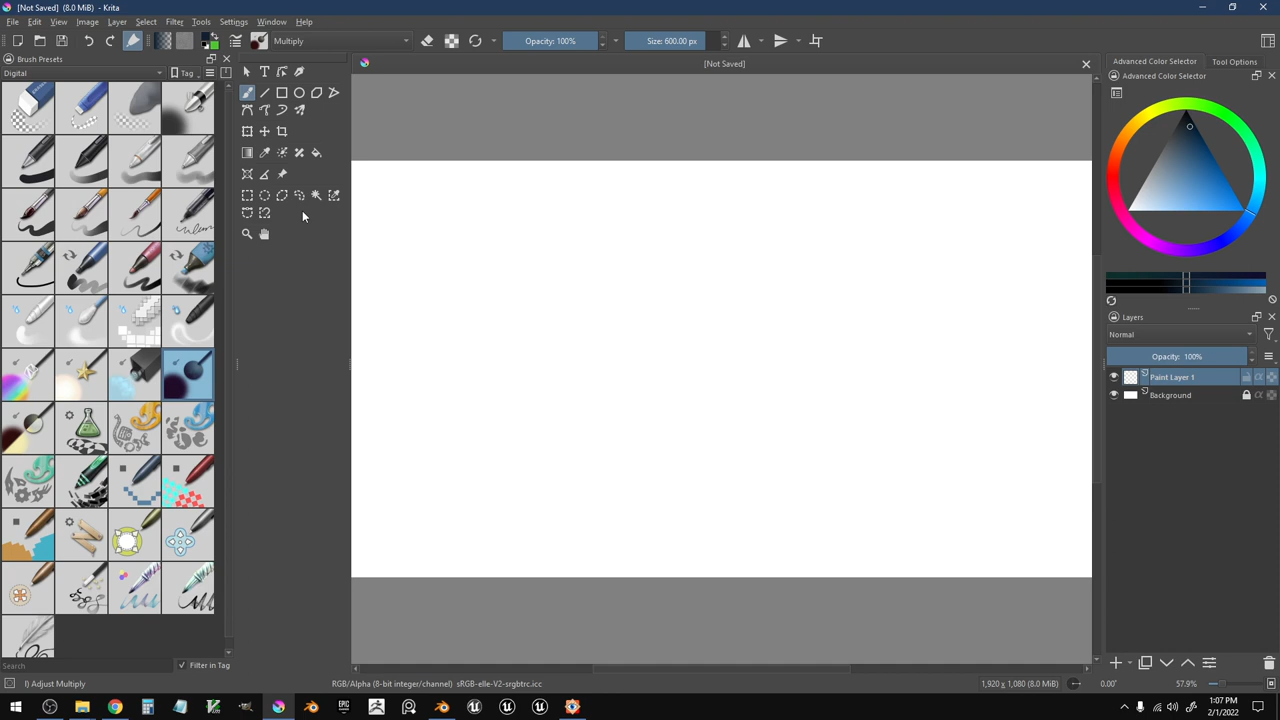 [Not Saved] (8.0 MiB) - Krita
File Edit View Image Layer Select Filter Tools Settings Window Help
Multiply
Opacity: 100%
Size: 600.00 px
Brush Presets
Digital
Tag
[Not Saved]
Advanced Color Selector
Tool Options
Advanced Color Selector
Layers
Normal
Opacity: 100%
Paint Layer 1
Background
Search
Filter in Tag
I) Adjust Multiply
RGB/Alpha (8-bit integer/channel) sRGB-elle-V2-srgbtrc.icc
1,920 x 1,080 (8.0 MiB)
0.00°
57.9%
EPIC
GAMES
1:07 PM
2/1/2022